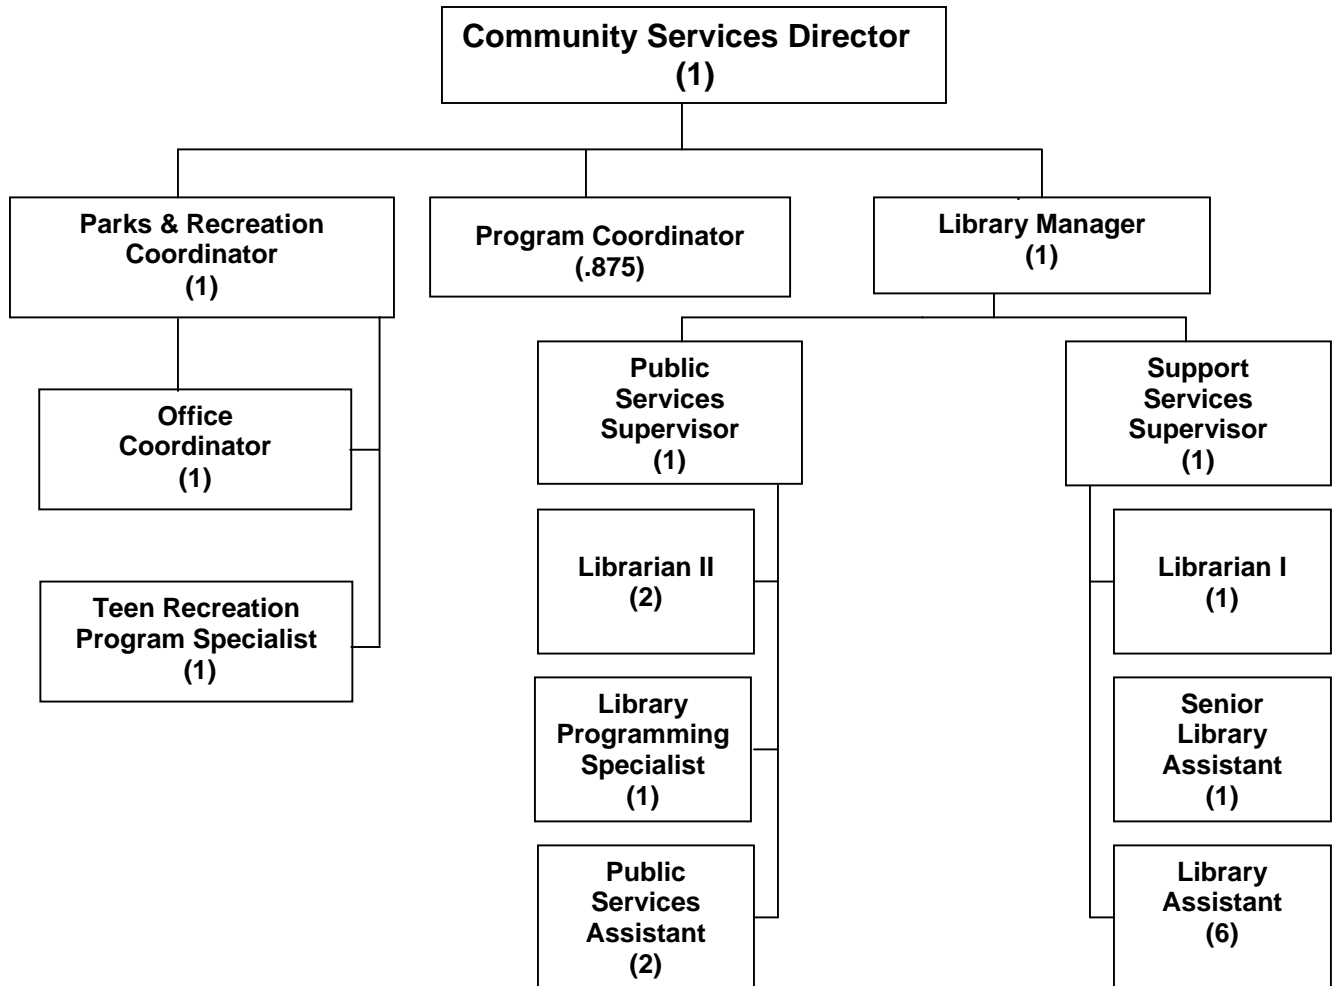 Community Services Director
(1)
Parks & Recreation
Coordinator
(1)
Program Coordinator
(.875)
Library Manager
(1)
Office
Coordinator
(1)
Teen Recreation
Program Specialist
(1)
Public
Services
Supervisor
(1)
Librarian II
(2)
Library
Programming
Specialist
(1)
Public
Services
Assistant
(2)
Support
Services
Supervisor
(1)
Librarian I
(1)
Senior
Library
Assistant
(1)
Library
Assistant
(6)